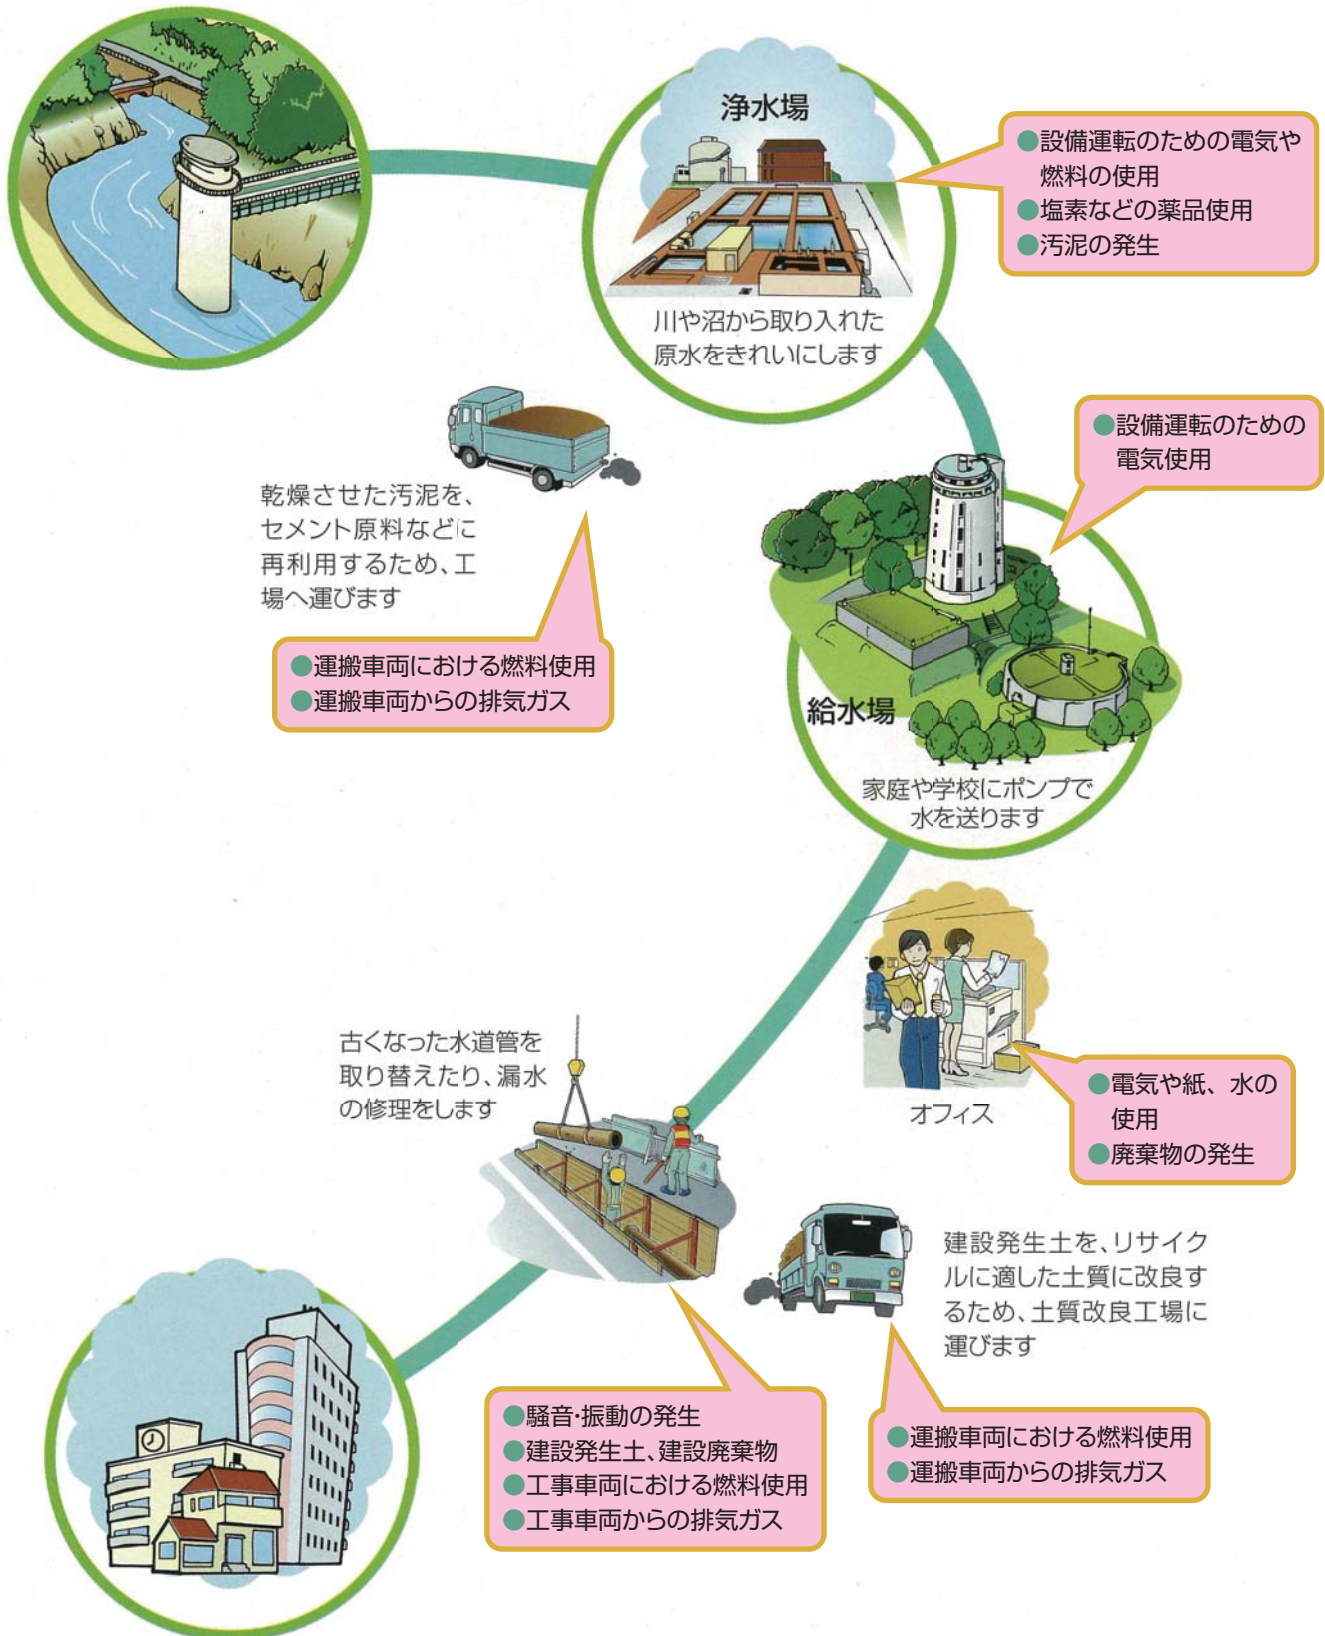 浄水場
川や沼から取り入れた
原水をきれいにします
●設備運転のための電気や
燃料の使用
●塩素などの薬品使用
●汚泥の発生
●設備運転のための
電気使用
乾燥させた汚泥を、
セメント原料などに
再利用するため、工
場へ運びます
●運搬車両における燃料使用
●運搬車両からの排気ガス
給水場
家庭や学校にポンプで
水を送ります
古くなった水道管を
取り替えたり、漏水
の修理をします
オフィス
●電気や紙、水の
使用
●廃棄物の発生
建設発生土を、リサイク
ルに適した土質に改良す
るため、土質改良工場に
運びます
●騒音・振動の発生
●建設発生土、建設廃棄物
●工事車両における燃料使用
●工事車両からの排気ガス
●運搬車両における燃料使用
●運搬車両からの排気ガス